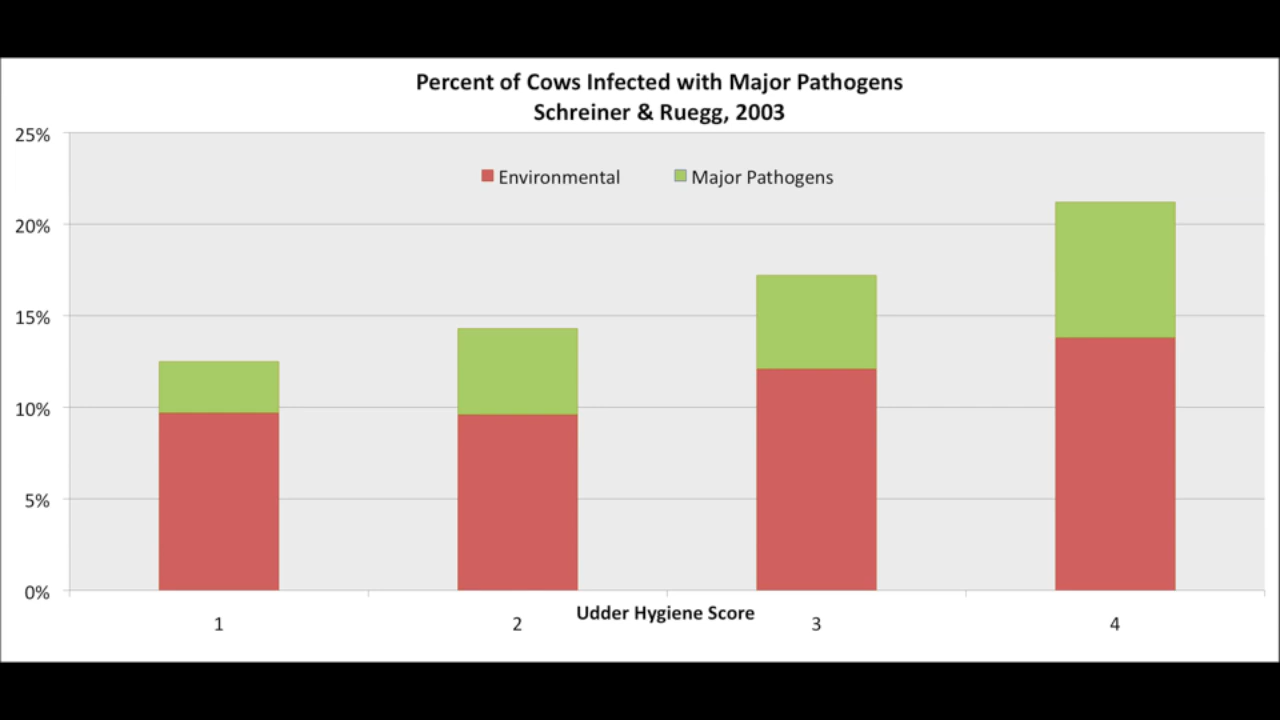 Percent of Cows Infected with Major Pathogens
Schreiner & Ruegg, 2003
25%
Environmental Major Pathogens
20%
15%
10%
5%
0%
Udder Hygiene Score
1 2 3 4